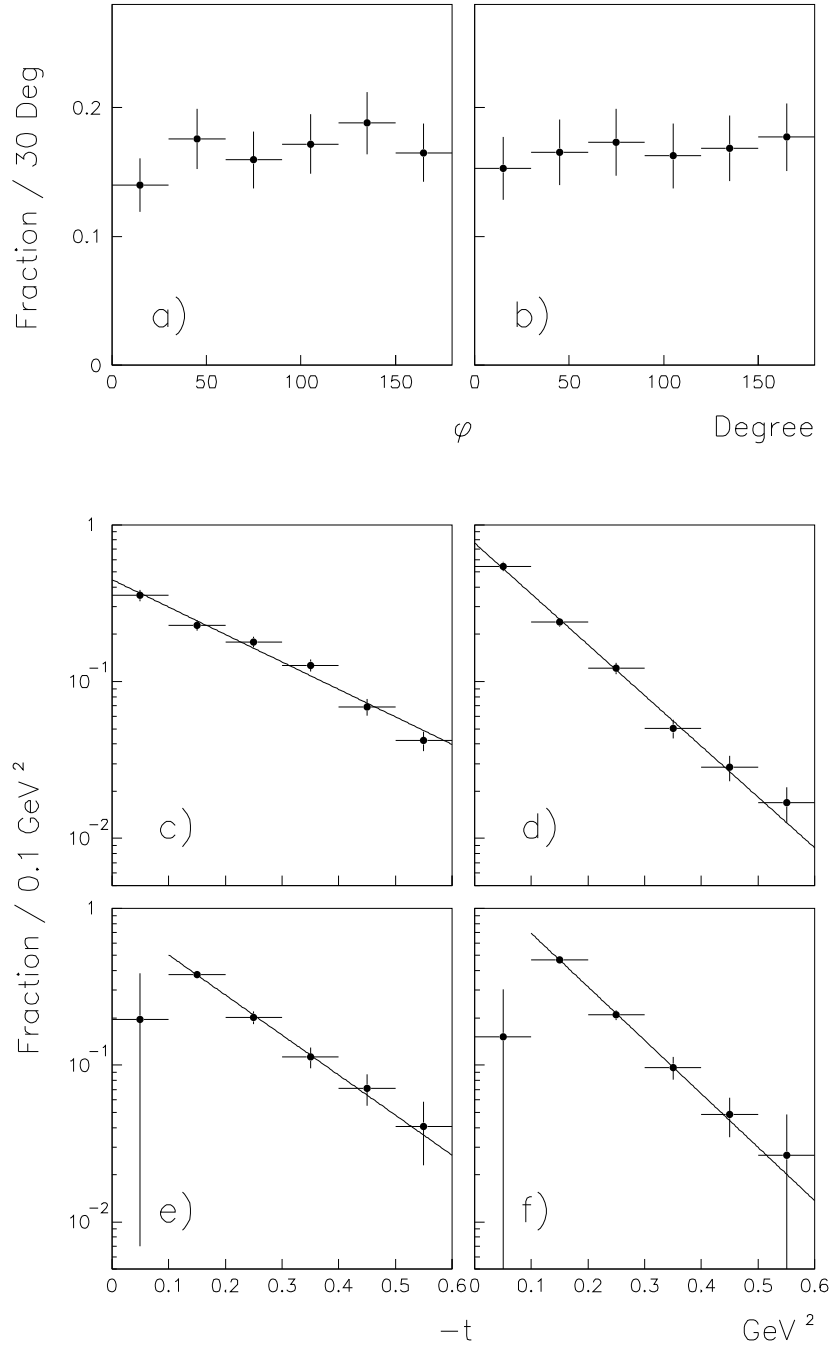 Fraction / 30 Deg
0.2
0.1
0
a)
b)
0 50 100 150
0 50 100 150
φ
Degree
Fraction / 0.1 GeV²
1
10⁻¹
10⁻²
c)
d)
1
10⁻¹
10⁻²
e)
f)
0 0.1 0.2 0.3 0.4 0.5 0.6
0 0.1 0.2 0.3 0.4 0.5 0.6
−t
GeV²